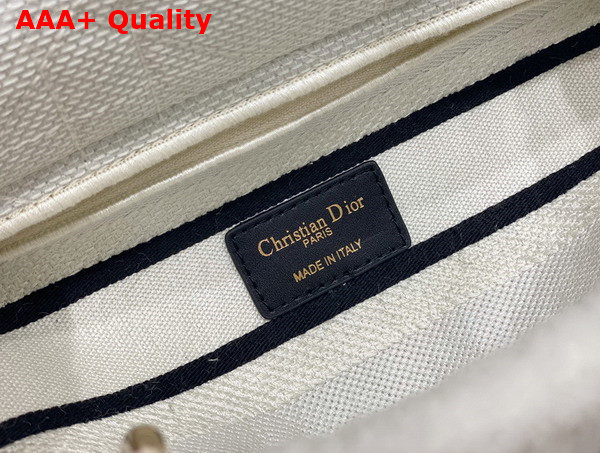 AAA+ Quality
Christian Dior
PARIS
MADE IN ITALY